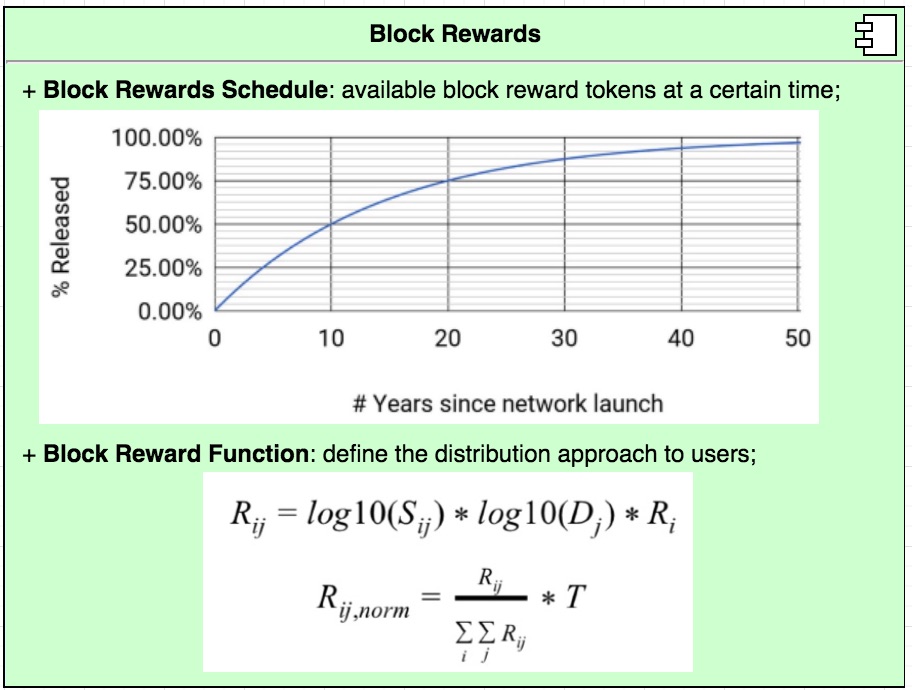 Block Rewards
+ Block Rewards Schedule: available block reward tokens at a certain time;
100.00%
75.00%
50.00%
25.00%
0.00%
% Released
0 10 20 30 40 50
# Years since network launch
+ Block Reward Function: define the distribution approach to users;
R_{ij} = log10(S_{ij}) * log10(D_j) * R_i
R_{ij,norm} = \frac{R_{ij}}{\sum_i \sum_j R_{ij}} * T